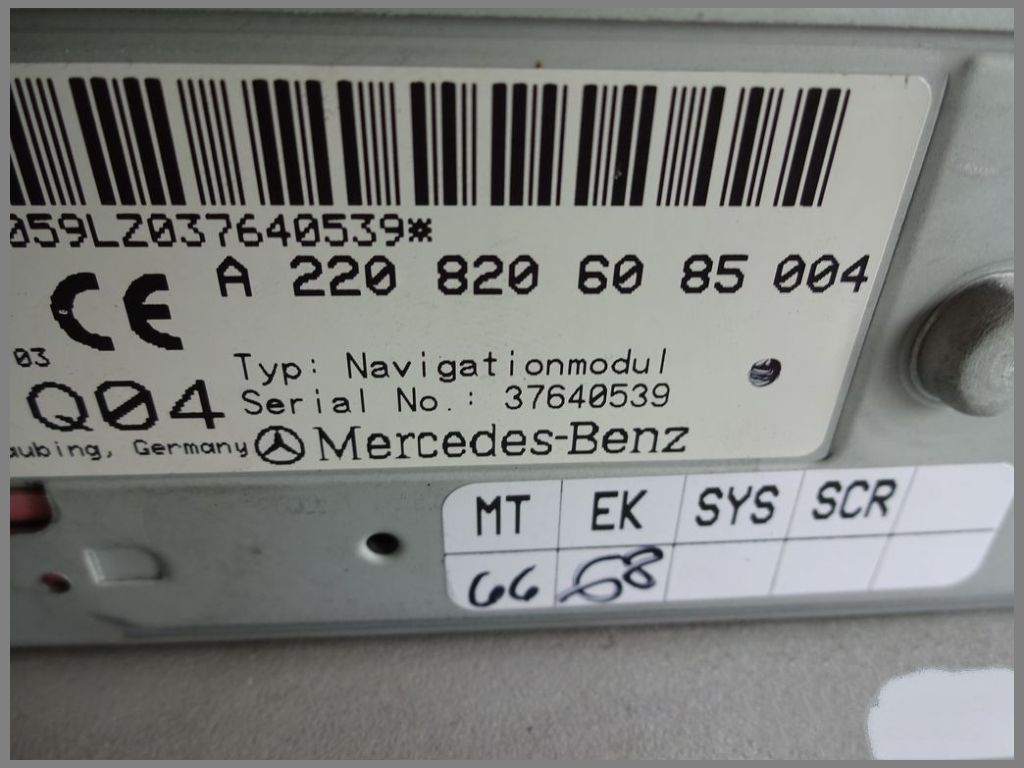 059LZ037640539*
CE A 220 820 60 85 004
03
Typ: Navigationmodul
Q04
Serial No.: 37640539
aubing, Germany Mercedes-Benz
MT EK SYS SCR
66 68